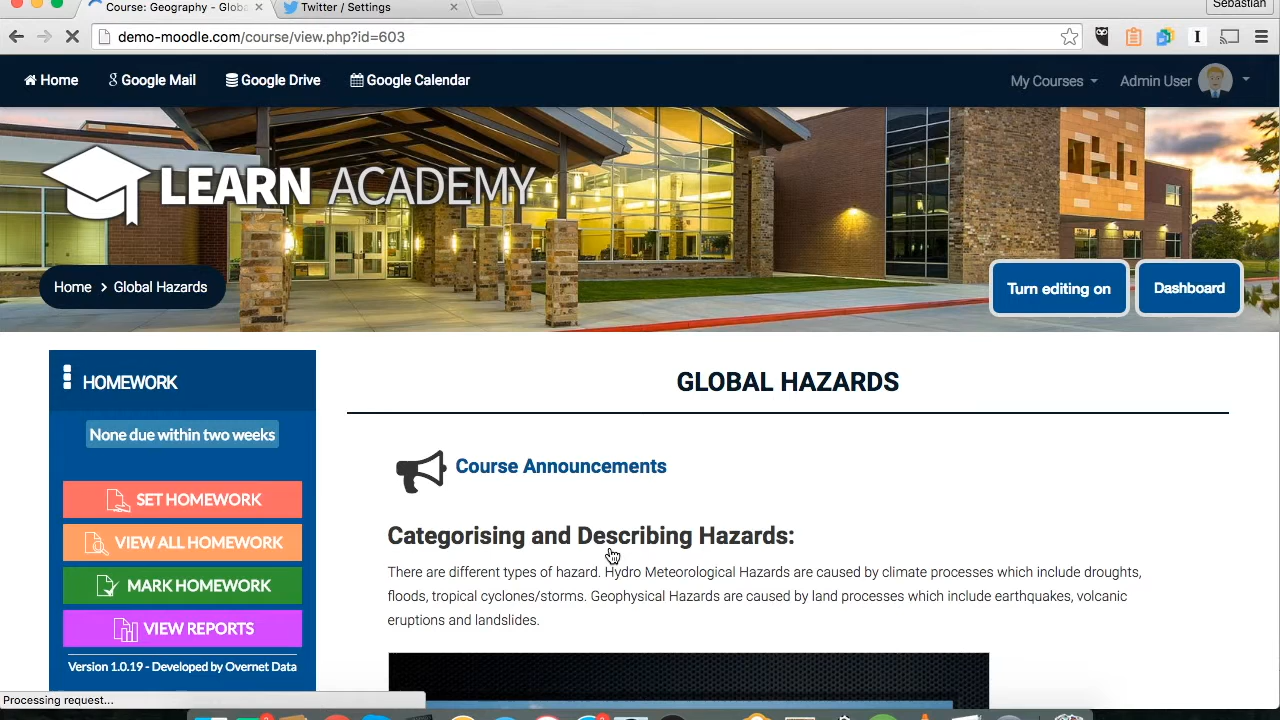 Course: Geography - Globa
Twitter / Settings
Sebastian
demo-moodle.com/course/view.php?id=603
Home
Google Mail
Google Drive
Google Calendar
My Courses
Admin User
LEARN ACADEMY
Home > Global Hazards
Turn editing on
Dashboard
HOMEWORK
None due within two weeks
SET HOMEWORK
VIEW ALL HOMEWORK
MARK HOMEWORK
VIEW REPORTS
Version 1.0.19 - Developed by Overnet Data
GLOBAL HAZARDS
Course Announcements
Categorising and Describing Hazards:
There are different types of hazard. Hydro Meteorological Hazards are caused by climate processes which include droughts,
floods, tropical cyclones/storms. Geophysical Hazards are caused by land processes which include earthquakes, volcanic
eruptions and landslides.
Processing request...